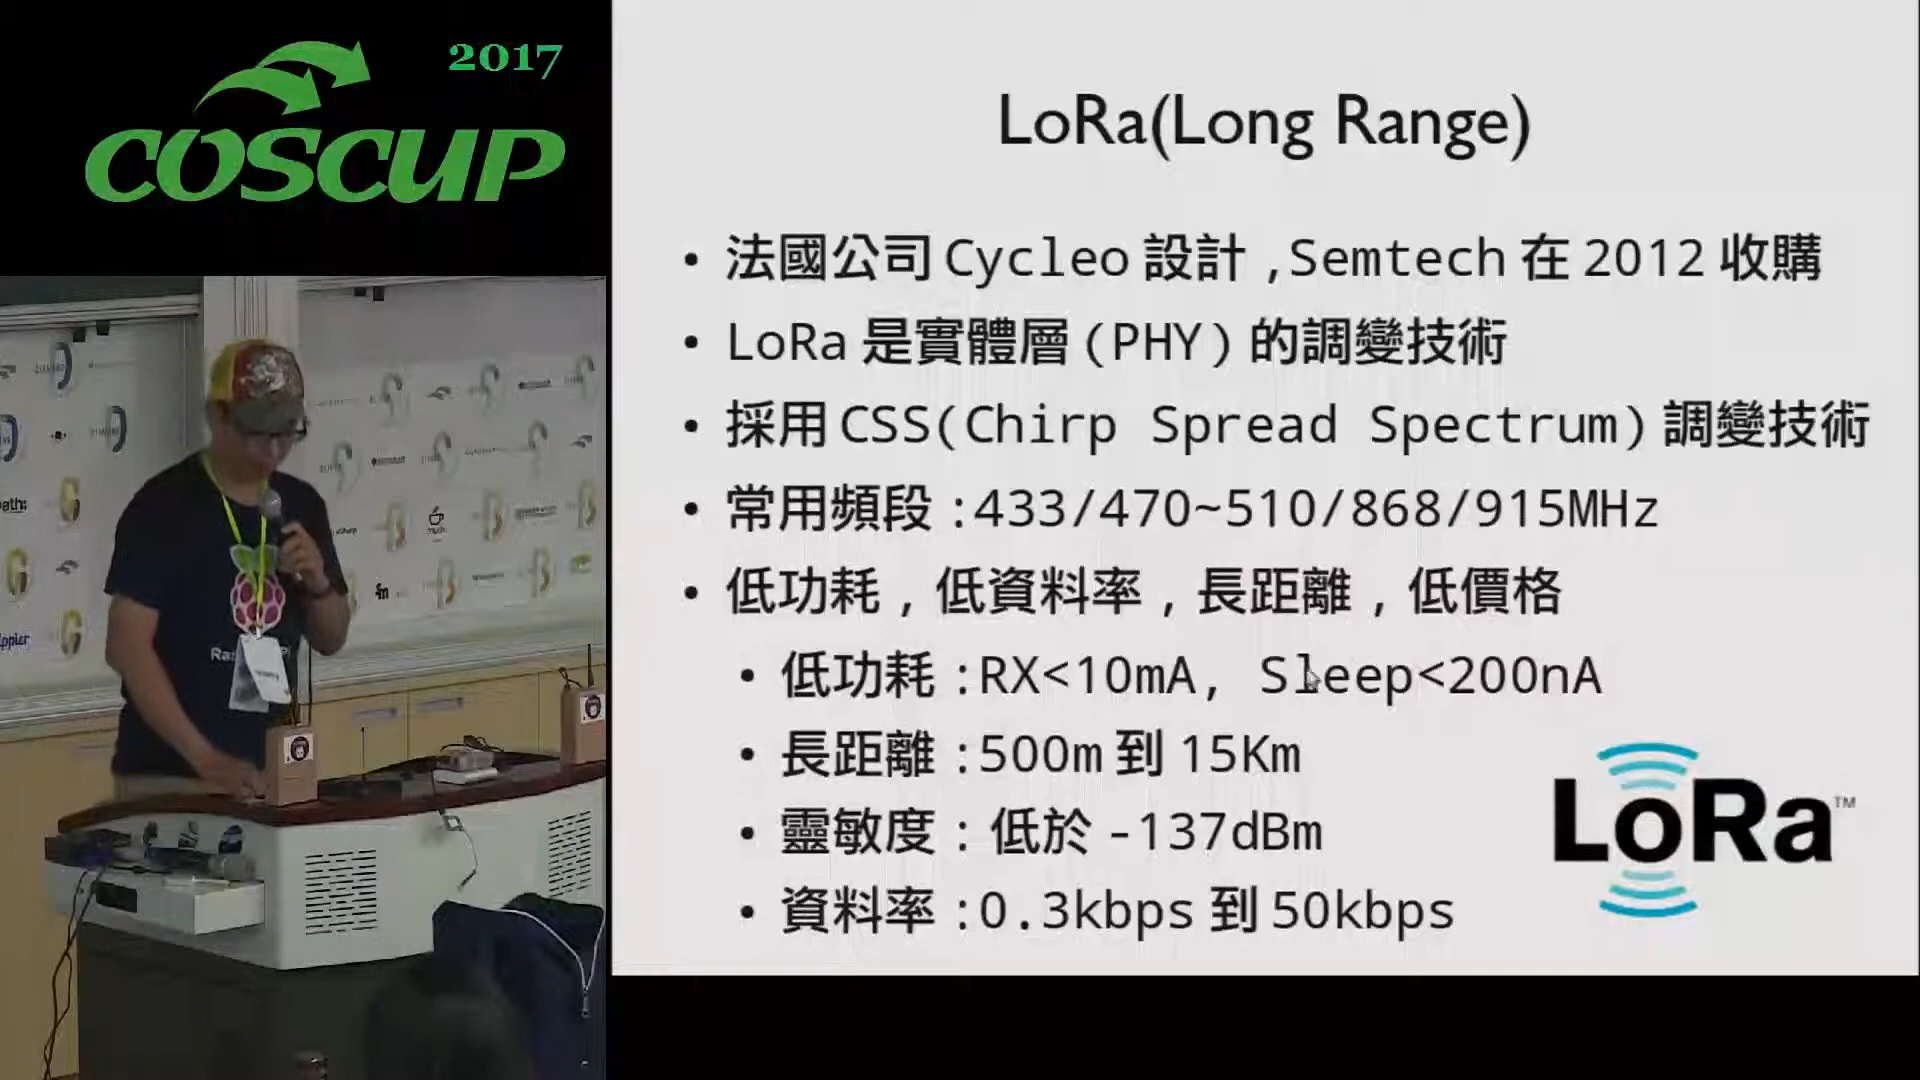 2017
COSCUP
LoRa(Long Range)
• 法國公司 Cycleo 設計 ,Semtech 在 2012 收購
• LoRa 是實體層 (PHY) 的調變技術
• 採用 CSS(Chirp Spread Spectrum) 調變技術
• 常用頻段 :433/470~510/868/915MHz
• 低功耗 , 低資料率 , 長距離 , 低價格
• 低功耗 :RX<10mA, Sleep<200nA
• 長距離 :500m 到 15Km
• 靈敏度 : 低於 -137dBm
• 資料率 :0.3kbps 到 50kbps
LoRa™